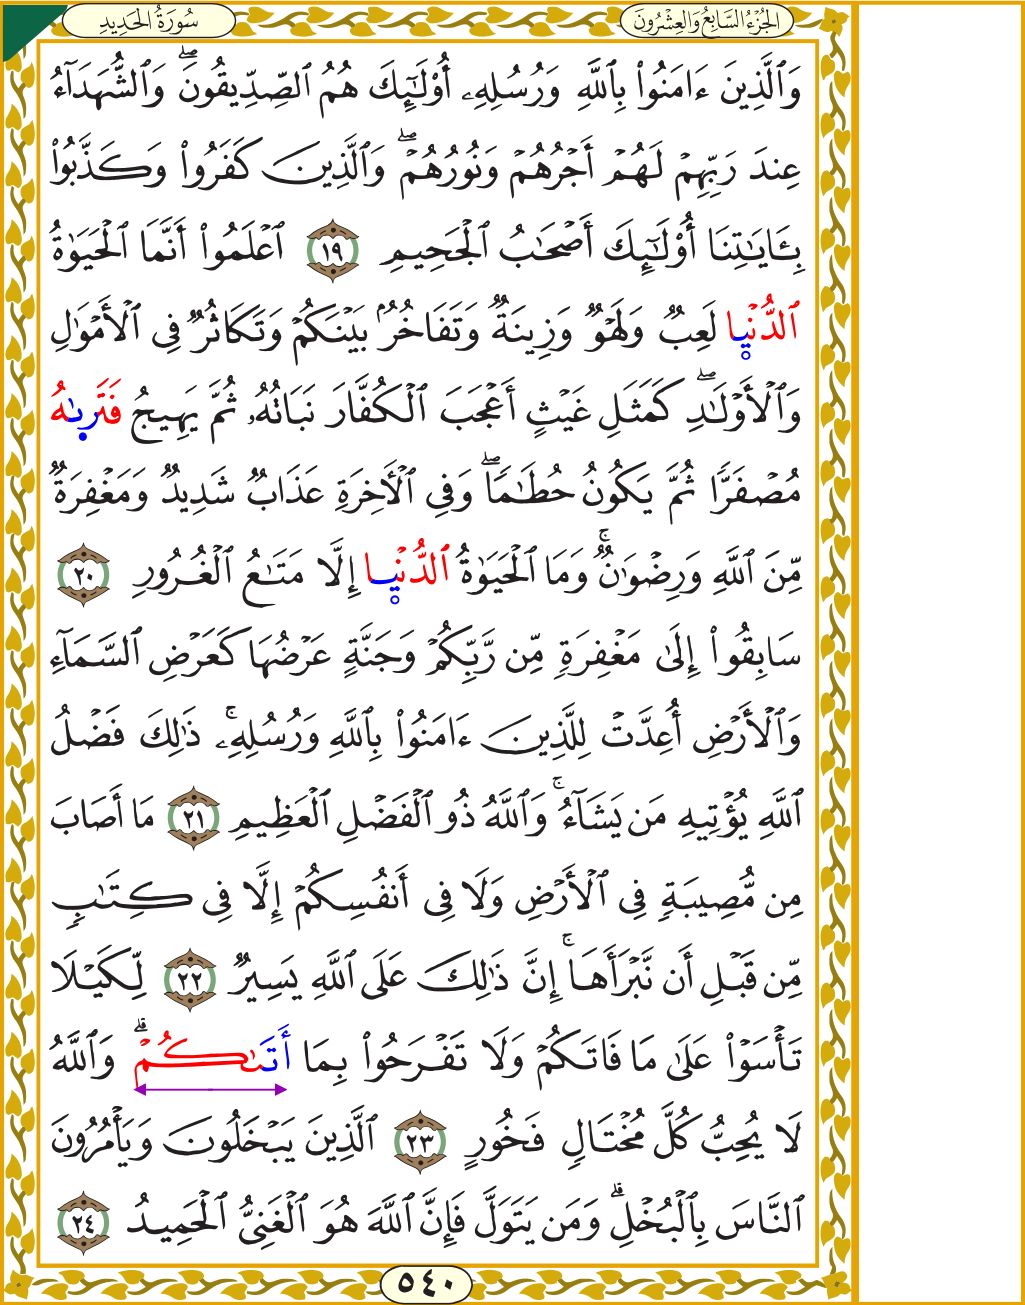 سُورَةُ الحَدِيدِ الجُزْءُ السَّابِعُ وَالعِشْرُونَ
وَٱلَّذِينَ ءَامَنُواْ بِٱللَّهِ وَرُسُلِهِۦ أُوْلَٰٓئِكَ هُمُ ٱلصِّدِّيقُونَۖ وَٱلشُّهَدَآءُ
عِندَ رَبِّهِمْ لَهُمْ أَجْرُهُمْ وَنُورُهُمْۖ وَٱلَّذِينَ كَفَرُواْ وَكَذَّبُواْ
بِـَٔايَٰتِنَا أُوْلَٰٓئِكَ أَصْحَٰبُ ٱلْجَحِيمِ ١٩ ٱعْلَمُواْ أَنَّمَا ٱلْحَيَوٰةُ
ٱلدُّنْيٜا لَعِبٌ وَلَهْوٌ وَزِينَةٌ وَتَفَاخُرٌۢ بَيْنَكُمْ وَتَكَاثُرٌ فِى ٱلْأَمْوَٰلِ
وَٱلْأَوْلَٰدِۖ كَمَثَلِ غَيْثٍ أَعْجَبَ ٱلْكُفَّارَ نَبَاتُهُۥ ثُمَّ يَهِيجُ فَتَرٜىٰهُ
مُصْفَرًّا ثُمَّ يَكُونُ حُطَٰمًاۖ وَفِى ٱلْأٓخِرَةِ عَذَابٌ شَدِيدٌ وَمَغْفِرَةٌ
مِّنَ ٱللَّهِ وَرِضْوَٰنٌۚ وَمَا ٱلْحَيَوٰةُ ٱلدُّنْيٜا إِلَّا مَتَٰعُ ٱلْغُرُورِ ٢٠
سَابِقُواْ إِلَىٰ مَغْفِرَةٍ مِّن رَّبِّكُمْ وَجَنَّةٍ عَرْضُهَا كَعَرْضِ ٱلسَّمَآءِ
وَٱلْأَرْضِ أُعِدَّتْ لِلَّذِينَ ءَامَنُواْ بِٱللَّهِ وَرُسُلِهِۦۚ ذَٰلِكَ فَضْلُ
ٱللَّهِ يُؤْتِيهِ مَن يَشَآءُۚ وَٱللَّهُ ذُو ٱلْفَضْلِ ٱلْعَظِيمِ ٢١ مَا أَصَابَ
مِن مُّصِيبَةٍ فِى ٱلْأَرْضِ وَلَا فِى أَنفُسِكُمْ إِلَّا فِى كِتَٰبٍ
مِّن قَبْلِ أَن نَّبْرَأَهَاۚ إِنَّ ذَٰلِكَ عَلَى ٱللَّهِ يَسِيرٌ ٢٢ لِّكَيْلَا
تَأْسَوْاْ عَلَىٰ مَا فَاتَكُمْ وَلَا تَفْرَحُواْ بِمَا أَتَىٰكُمْۗ وَٱللَّهُ
لَا يُحِبُّ كُلَّ مُخْتَالٍ فَخُورٍ ٢٣ ٱلَّذِينَ يَبْخَلُونَ وَيَأْمُرُونَ
ٱلنَّاسَ بِٱلْبُخْلِۗ وَمَن يَتَوَلَّ فَإِنَّ ٱللَّهَ هُوَ ٱلْغَنِىُّ ٱلْحَمِيدُ ٢٤
٥٤٠